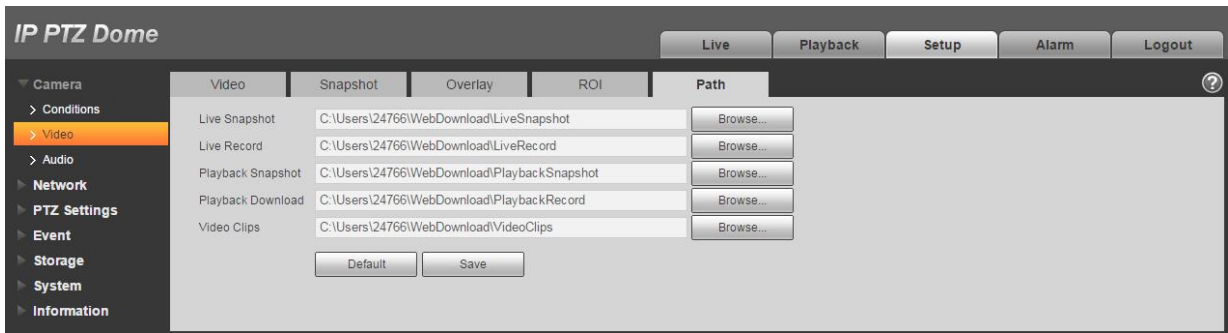 IP PTZ Dome
Live Playback Setup Alarm Logout
Camera
Conditions
Video
Audio
Network
PTZ Settings
Event
Storage
System
Information
Video Snapshot Overlay ROI Path
?
Live Snapshot C:\Users\24766\WebDownload\LiveSnapshot Browse...
Live Record C:\Users\24766\WebDownload\LiveRecord Browse...
Playback Snapshot C:\Users\24766\WebDownload\PlaybackSnapshot Browse...
Playback Download C:\Users\24766\WebDownload\PlaybackRecord Browse...
Video Clips C:\Users\24766\WebDownload\VideoClips Browse...
Default Save